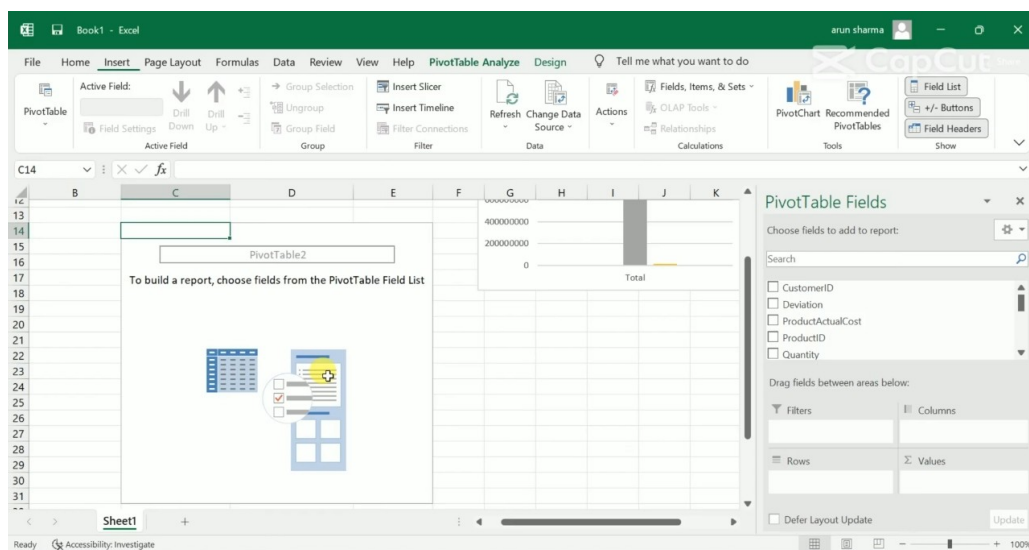 Book1 - Excel
arun sharma
CapCut
File Home Insert Page Layout Formulas Data Review View Help PivotTable Analyze Design Tell me what you want to do
PivotTable
Active Field:
Field Settings
Drill Down
Drill Up
Active Field
Group Selection
Ungroup
Group Field
Group
Insert Slicer
Insert Timeline
Filter Connections
Filter
Refresh
Change Data Source
Data
Actions
Fields, Items, & Sets
OLAP Tools
Relationships
Calculations
PivotChart
Recommended PivotTables
Tools
Field List
+/- Buttons
Field Headers
Show
C14
fx
B C D E F G H I J K
12
13
14
15
16
17
18
19
20
21
22
23
24
25
26
27
28
29
30
31
PivotTable2
To build a report, choose fields from the PivotTable Field List
400000000
200000000
0
Total
PivotTable Fields
Choose fields to add to report:
Search
CustomerID
Deviation
ProductActualCost
ProductID
Quantity
Drag fields between areas below:
Filters
Columns
Rows
Σ Values
Defer Layout Update
Update
Sheet1
Ready
Accessibility: Investigate
100%